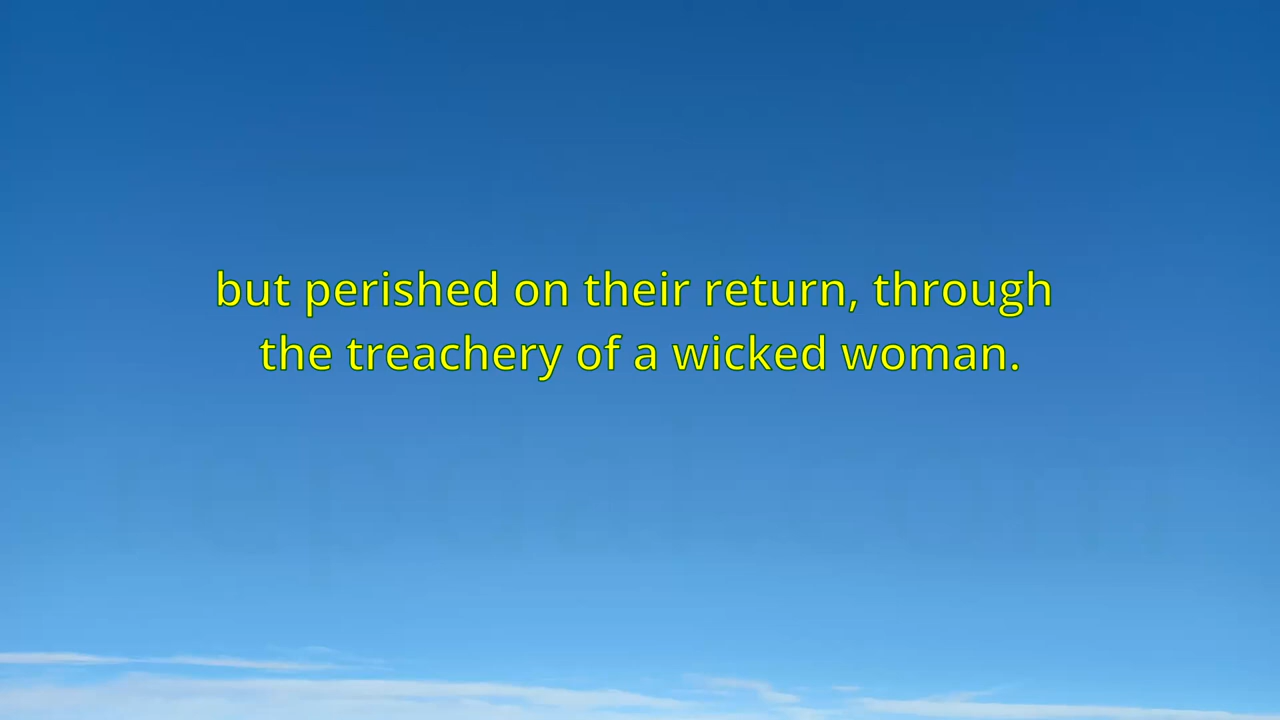 but perished on their return, through
the treachery of a wicked woman.